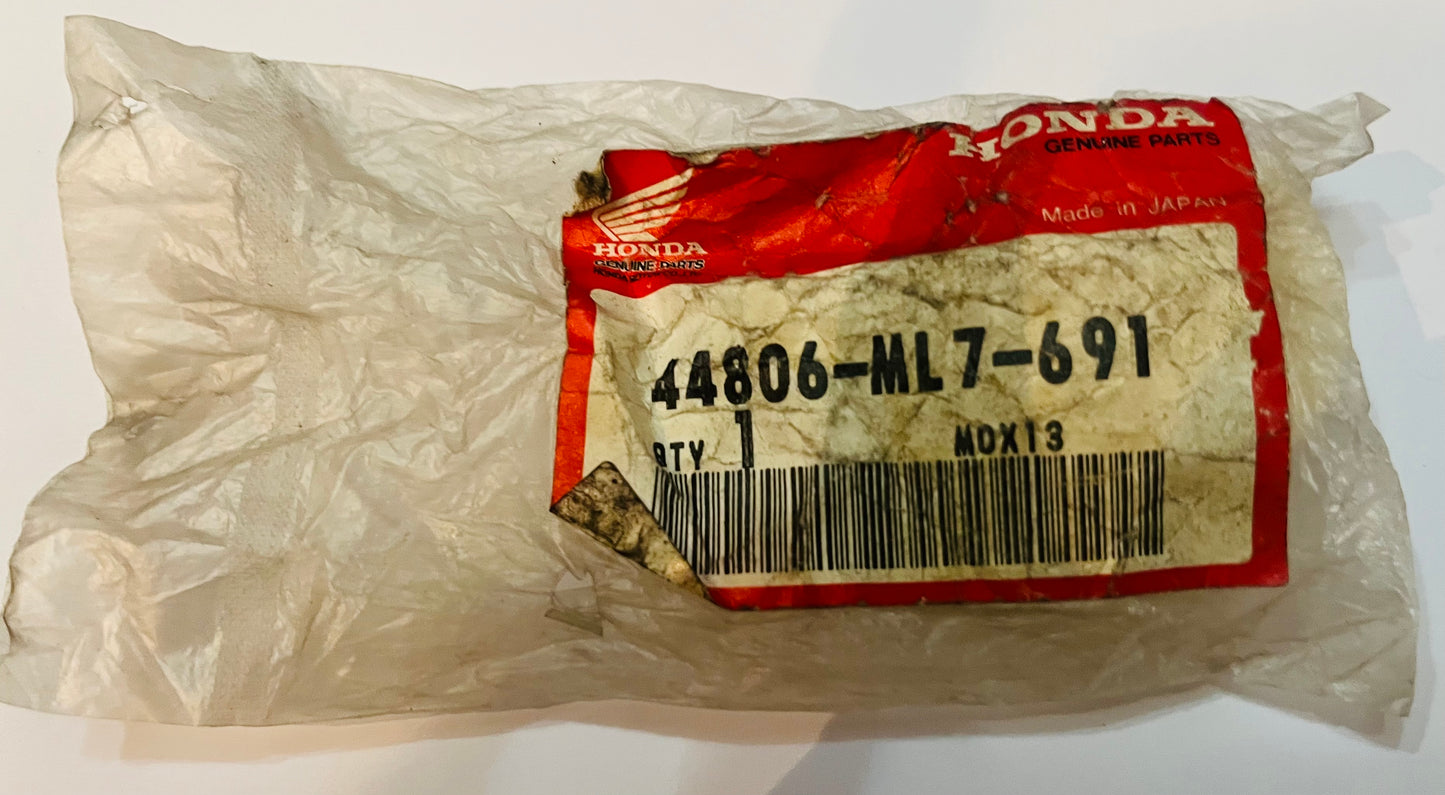 HONDA
GENUINE PARTS
Made in JAPAN
HONDA
GENUINE PARTS
44806-ML7-691
QTY 1 MDX13